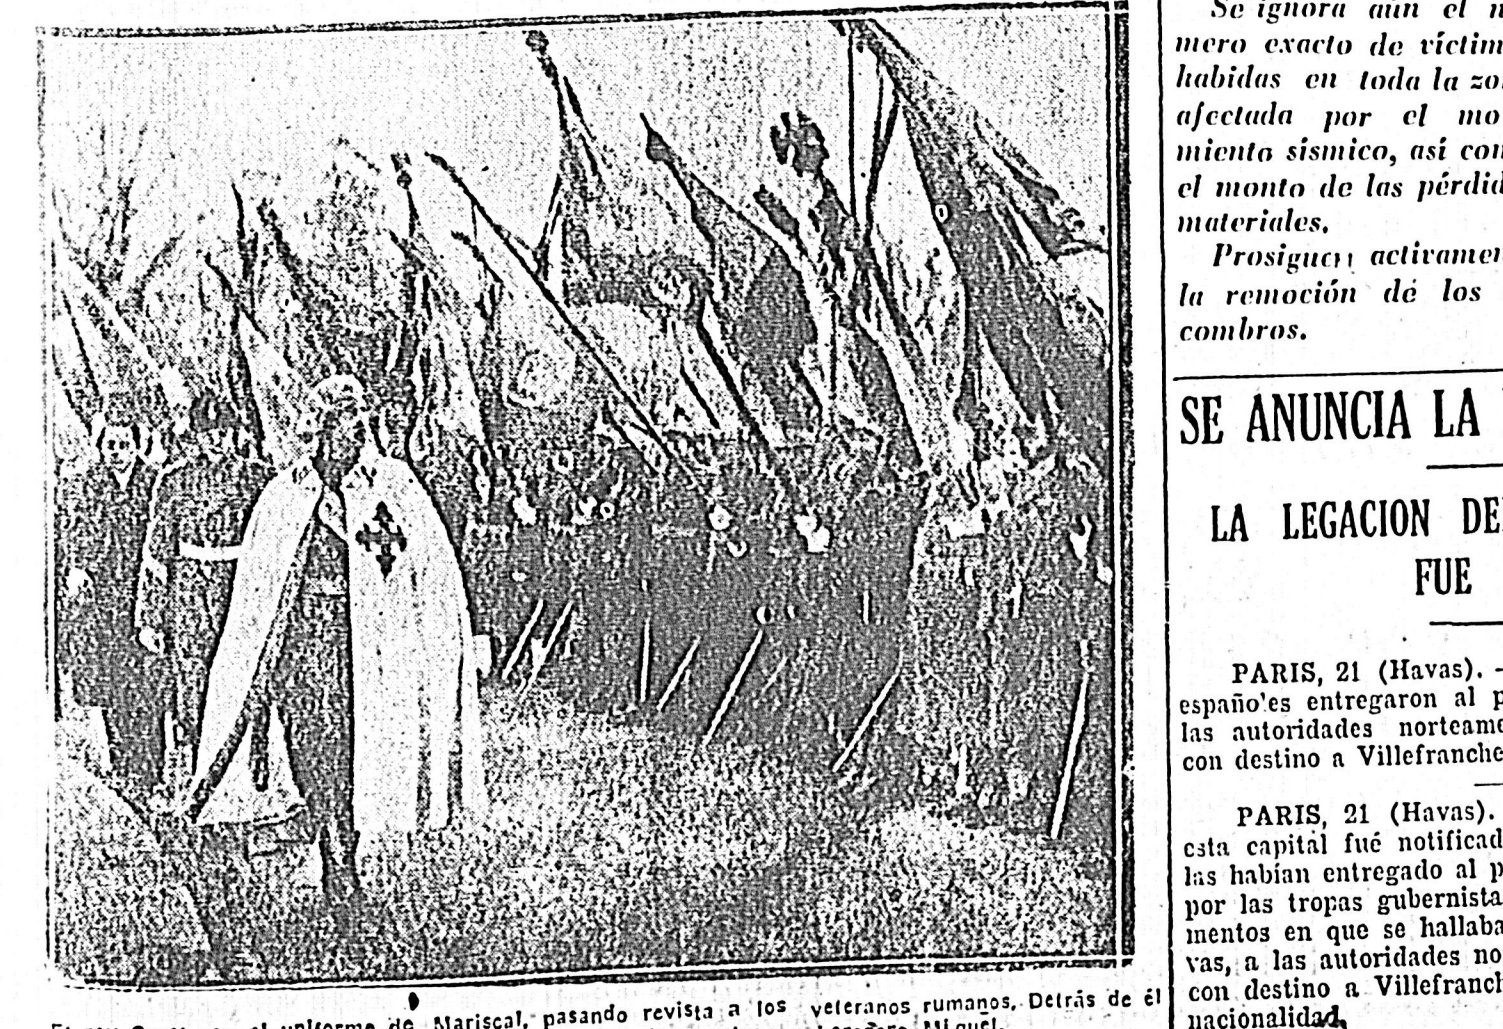 uniforme de Mariscal, pasando revista a los veteranos rumanos. Detrás de él
Miguel.
Se ignora aún el n
mero exacto de víctim
habidas en toda la zo
afectada por el mo
miento sísmico, así com
el monto de las pérdid
materiales.
Prosiguen activamen
la remoción de los
combros.
SE ANUNCIA LA
LA LEGACION DE
FUE
PARIS, 21 (Havas). -
españoles entregaron al p
las autoridades norteame
con destino a Villefranche
PARIS, 21 (Havas).
esta capital fué notificad
las habían entregado al p
por las tropas gubernista
mentos en que se hallaba
vas, a las autoridades no
con destino a Villefranch
nacionalidad,